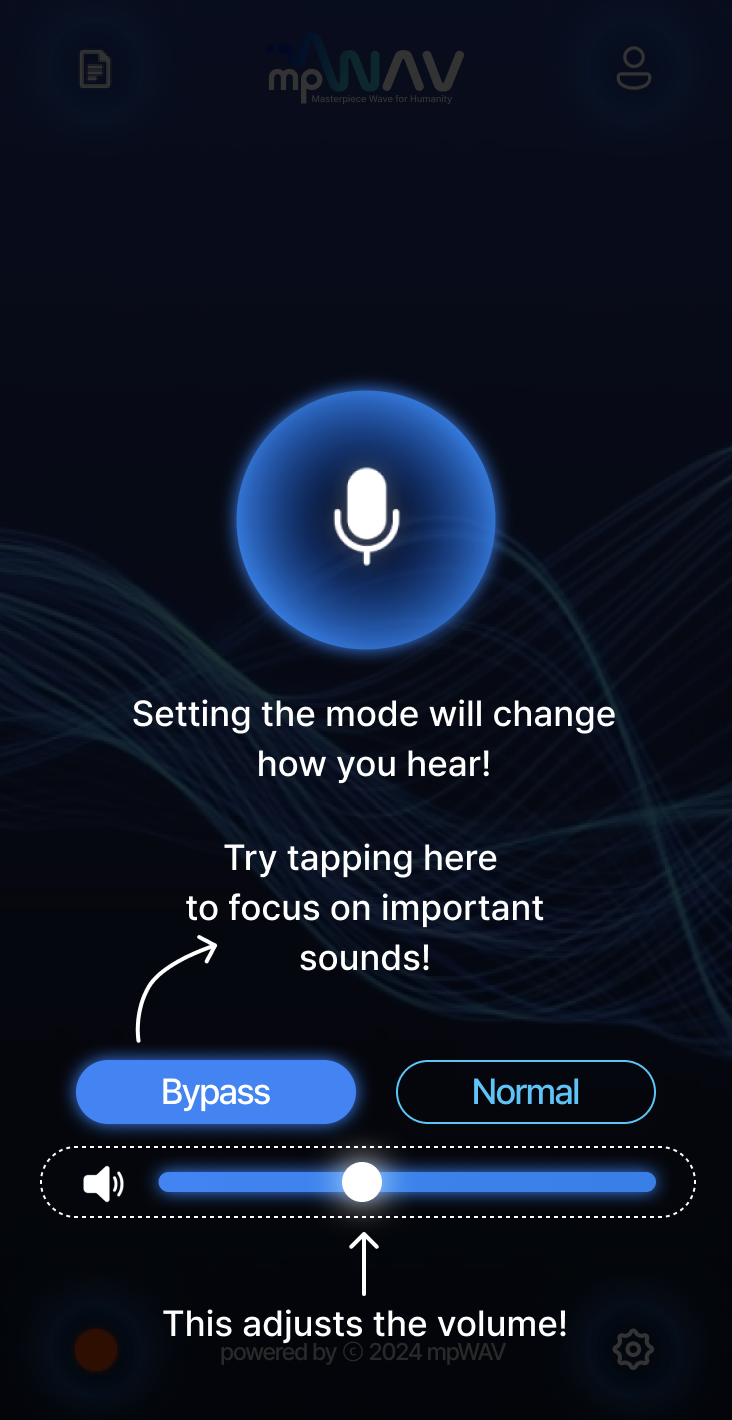 mpWAV
Masterpiece Wave for Humanity
Setting the mode will change
how you hear!
Try tapping here
to focus on important
sounds!
Bypass
Normal
This adjusts the volume!
powered by © 2024 mpWAV